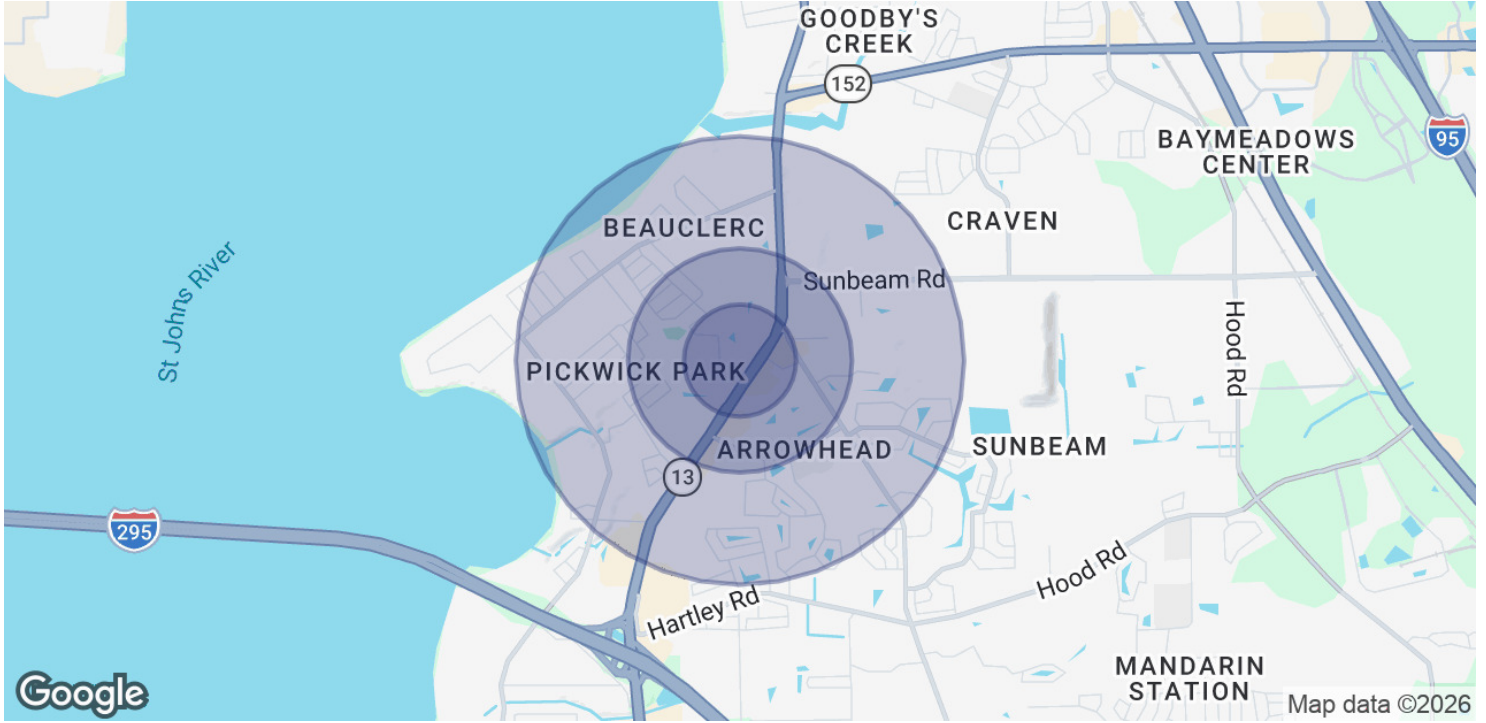 GOODBY'S
CREEK
152
95
BAYMEADOWS
CENTER
BEAUCLERC
CRAVEN
St Johns River
Sunbeam Rd
Hood Rd
PICKWICK PARK
ARROWHEAD
SUNBEAM
13
295
Hood Rd
Hartley Rd
MANDARIN
STATION
Google
Map data ©2026